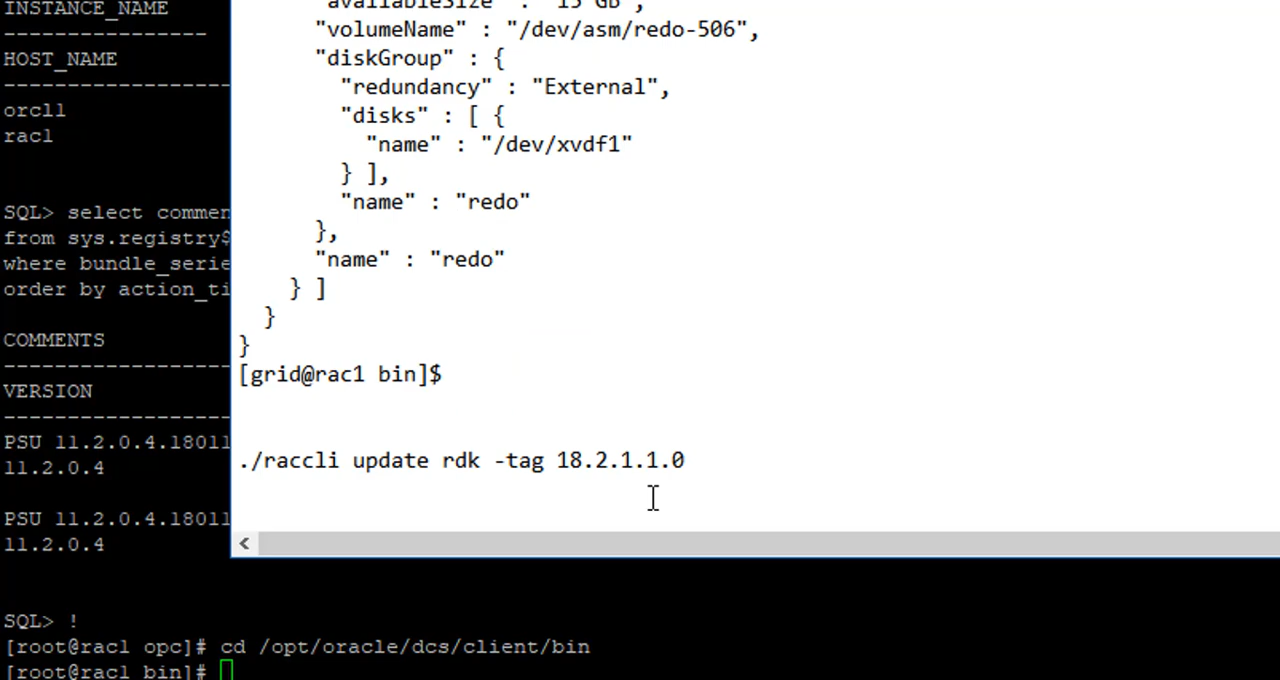 INSTANCE_NAME
----------------
HOST_NAME
------------------
orcl1
rac1
SQL> select commen
from sys.registry$
where bundle_serie
order by action_ti
COMMENTS
------------------
VERSION
------------------
PSU 11.2.0.4.18011
11.2.0.4
PSU 11.2.0.4.18011
11.2.0.4
"availableSize" : "15 GB",
"volumeName" : "/dev/asm/redo-506",
"diskGroup" : {
"redundancy" : "External",
"disks" : [ {
"name" : "/dev/xvdf1"
} ],
"name" : "redo"
},
"name" : "redo"
} ]
}
}
[grid@rac1 bin]$
./raccli update rdk -tag 18.2.1.1.0
SQL> !
[root@rac1 opc]# cd /opt/oracle/dcs/client/bin
[root@rac1 bin]#